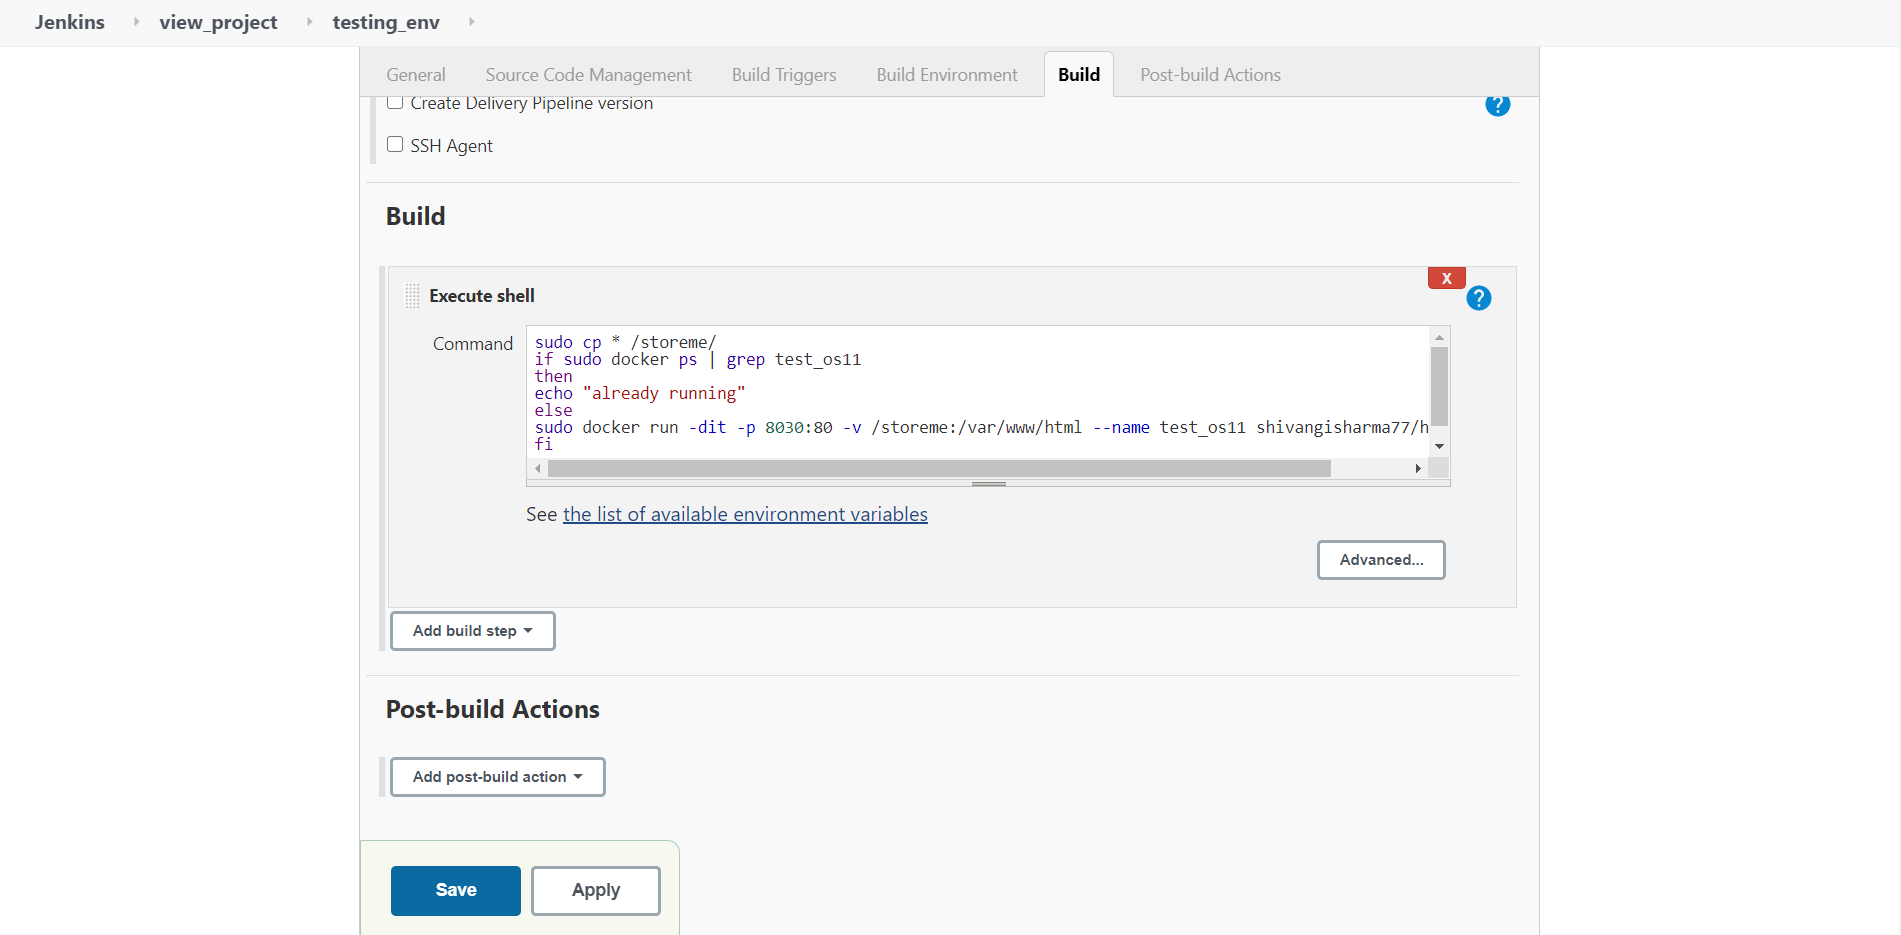 Jenkins view_project testing_env
General Source Code Management Build Triggers Build Environment Build Post-build Actions
Create Delivery Pipeline version
?
SSH Agent
Build
X
Execute shell
?
Command
sudo cp * /storeme/
if sudo docker ps | grep test_os11
then
echo "already running"
else
sudo docker run -dit -p 8030:80 -v /storeme:/var/www/html --name test_os11 shivangisharma77/h
fi
See the list of available environment variables
Advanced...
Add build step
Post-build Actions
Add post-build action
Save Apply